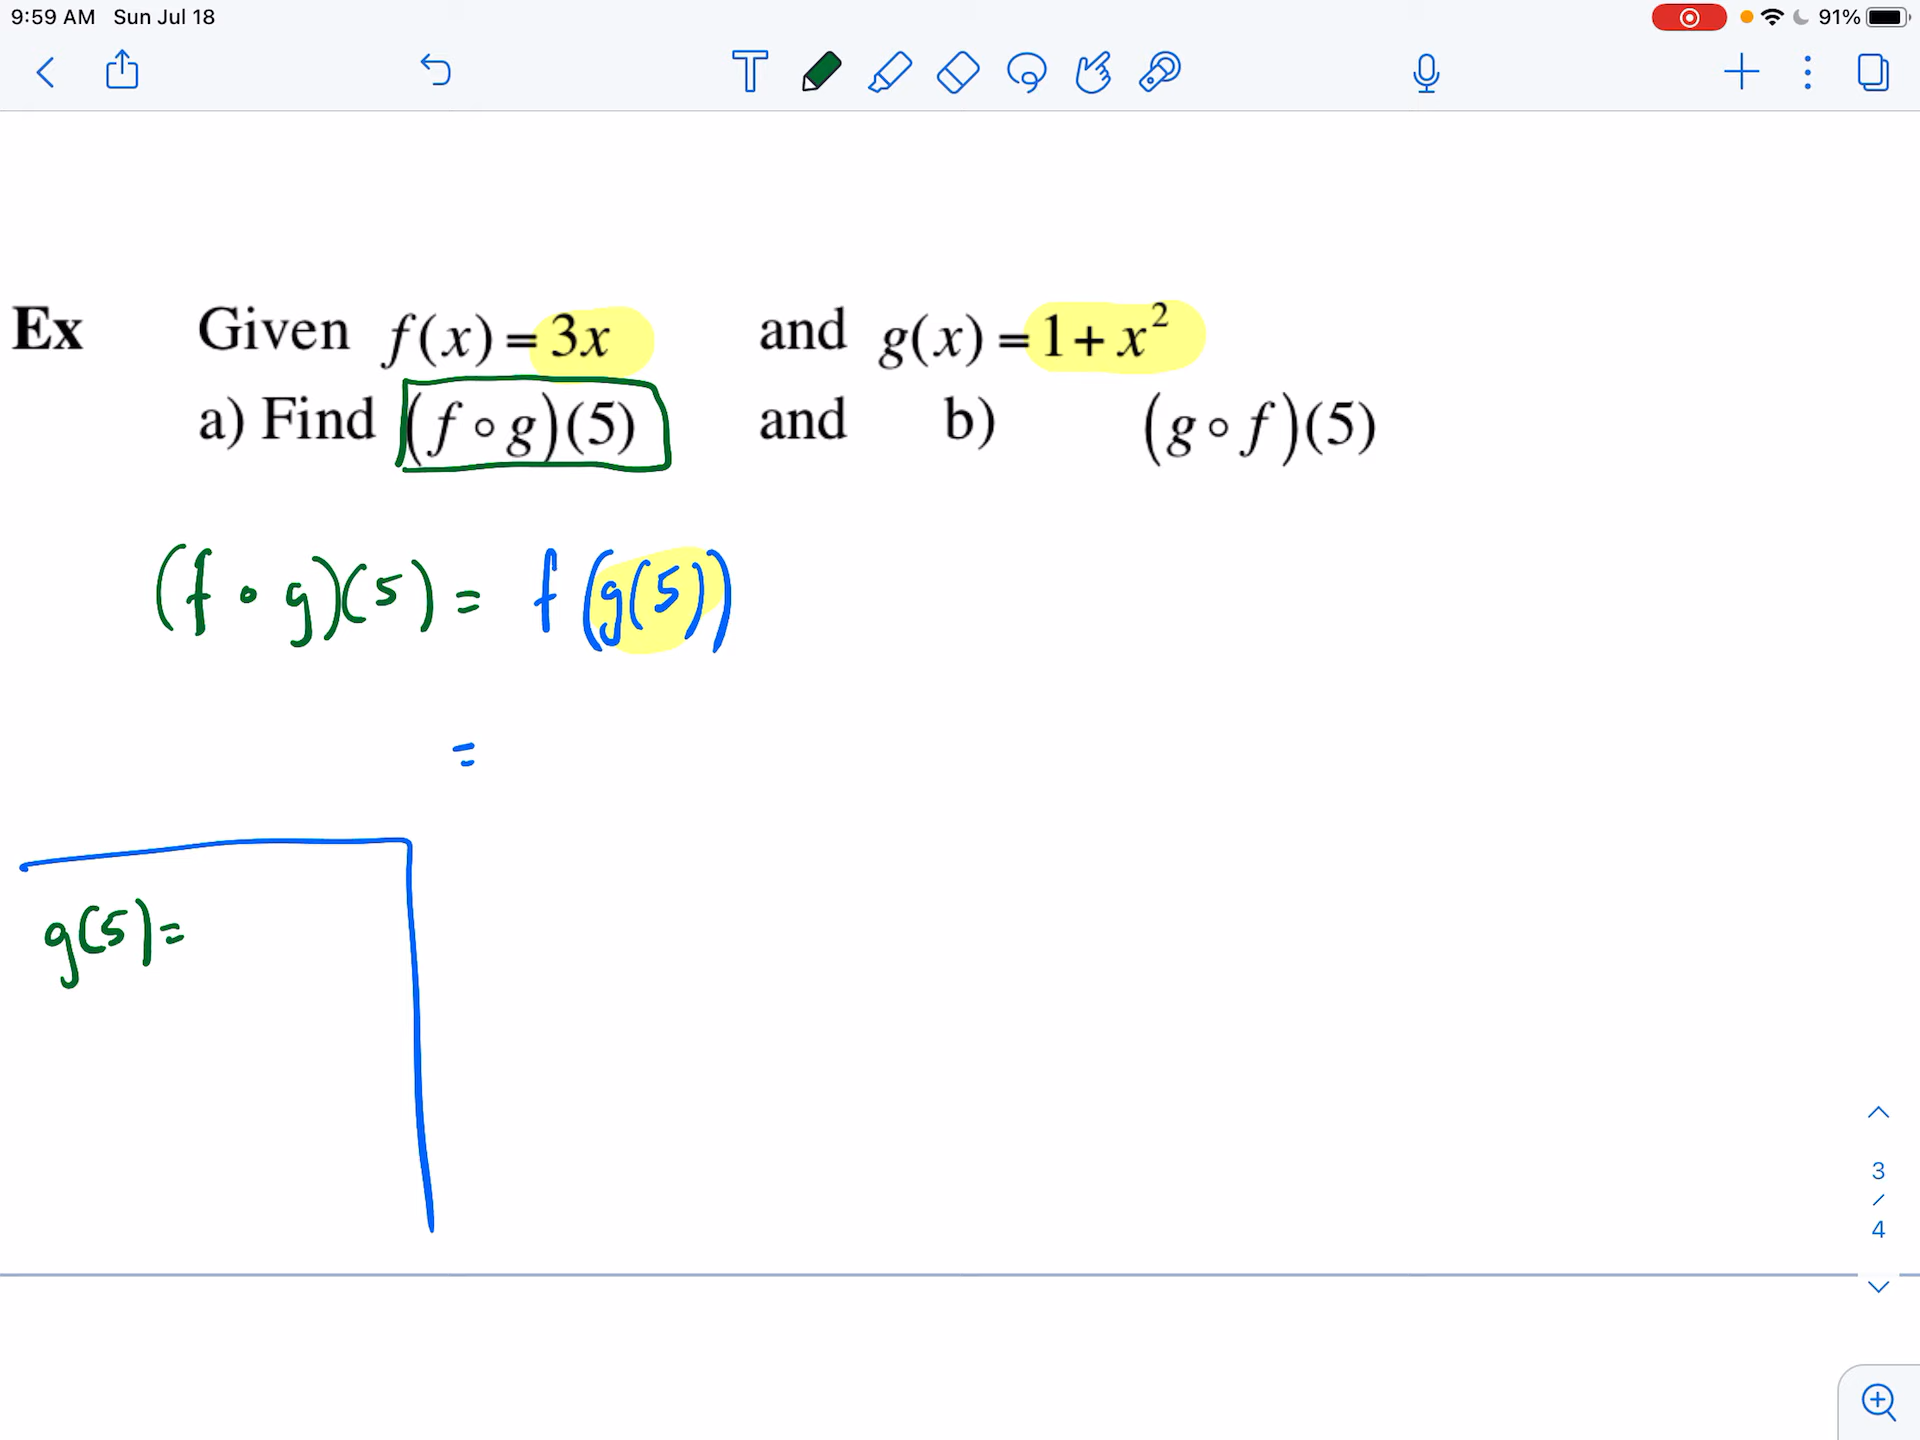 9:59 AM Sun Jul 18 91%
T
Ex Given f(x) = 3x and g(x) = 1 + x²
a) Find (f ∘ g)(5) and b) (g ∘ f)(5)
(f ∘ g)(5) = f(g(5))
=
g(5) =
3
/
4